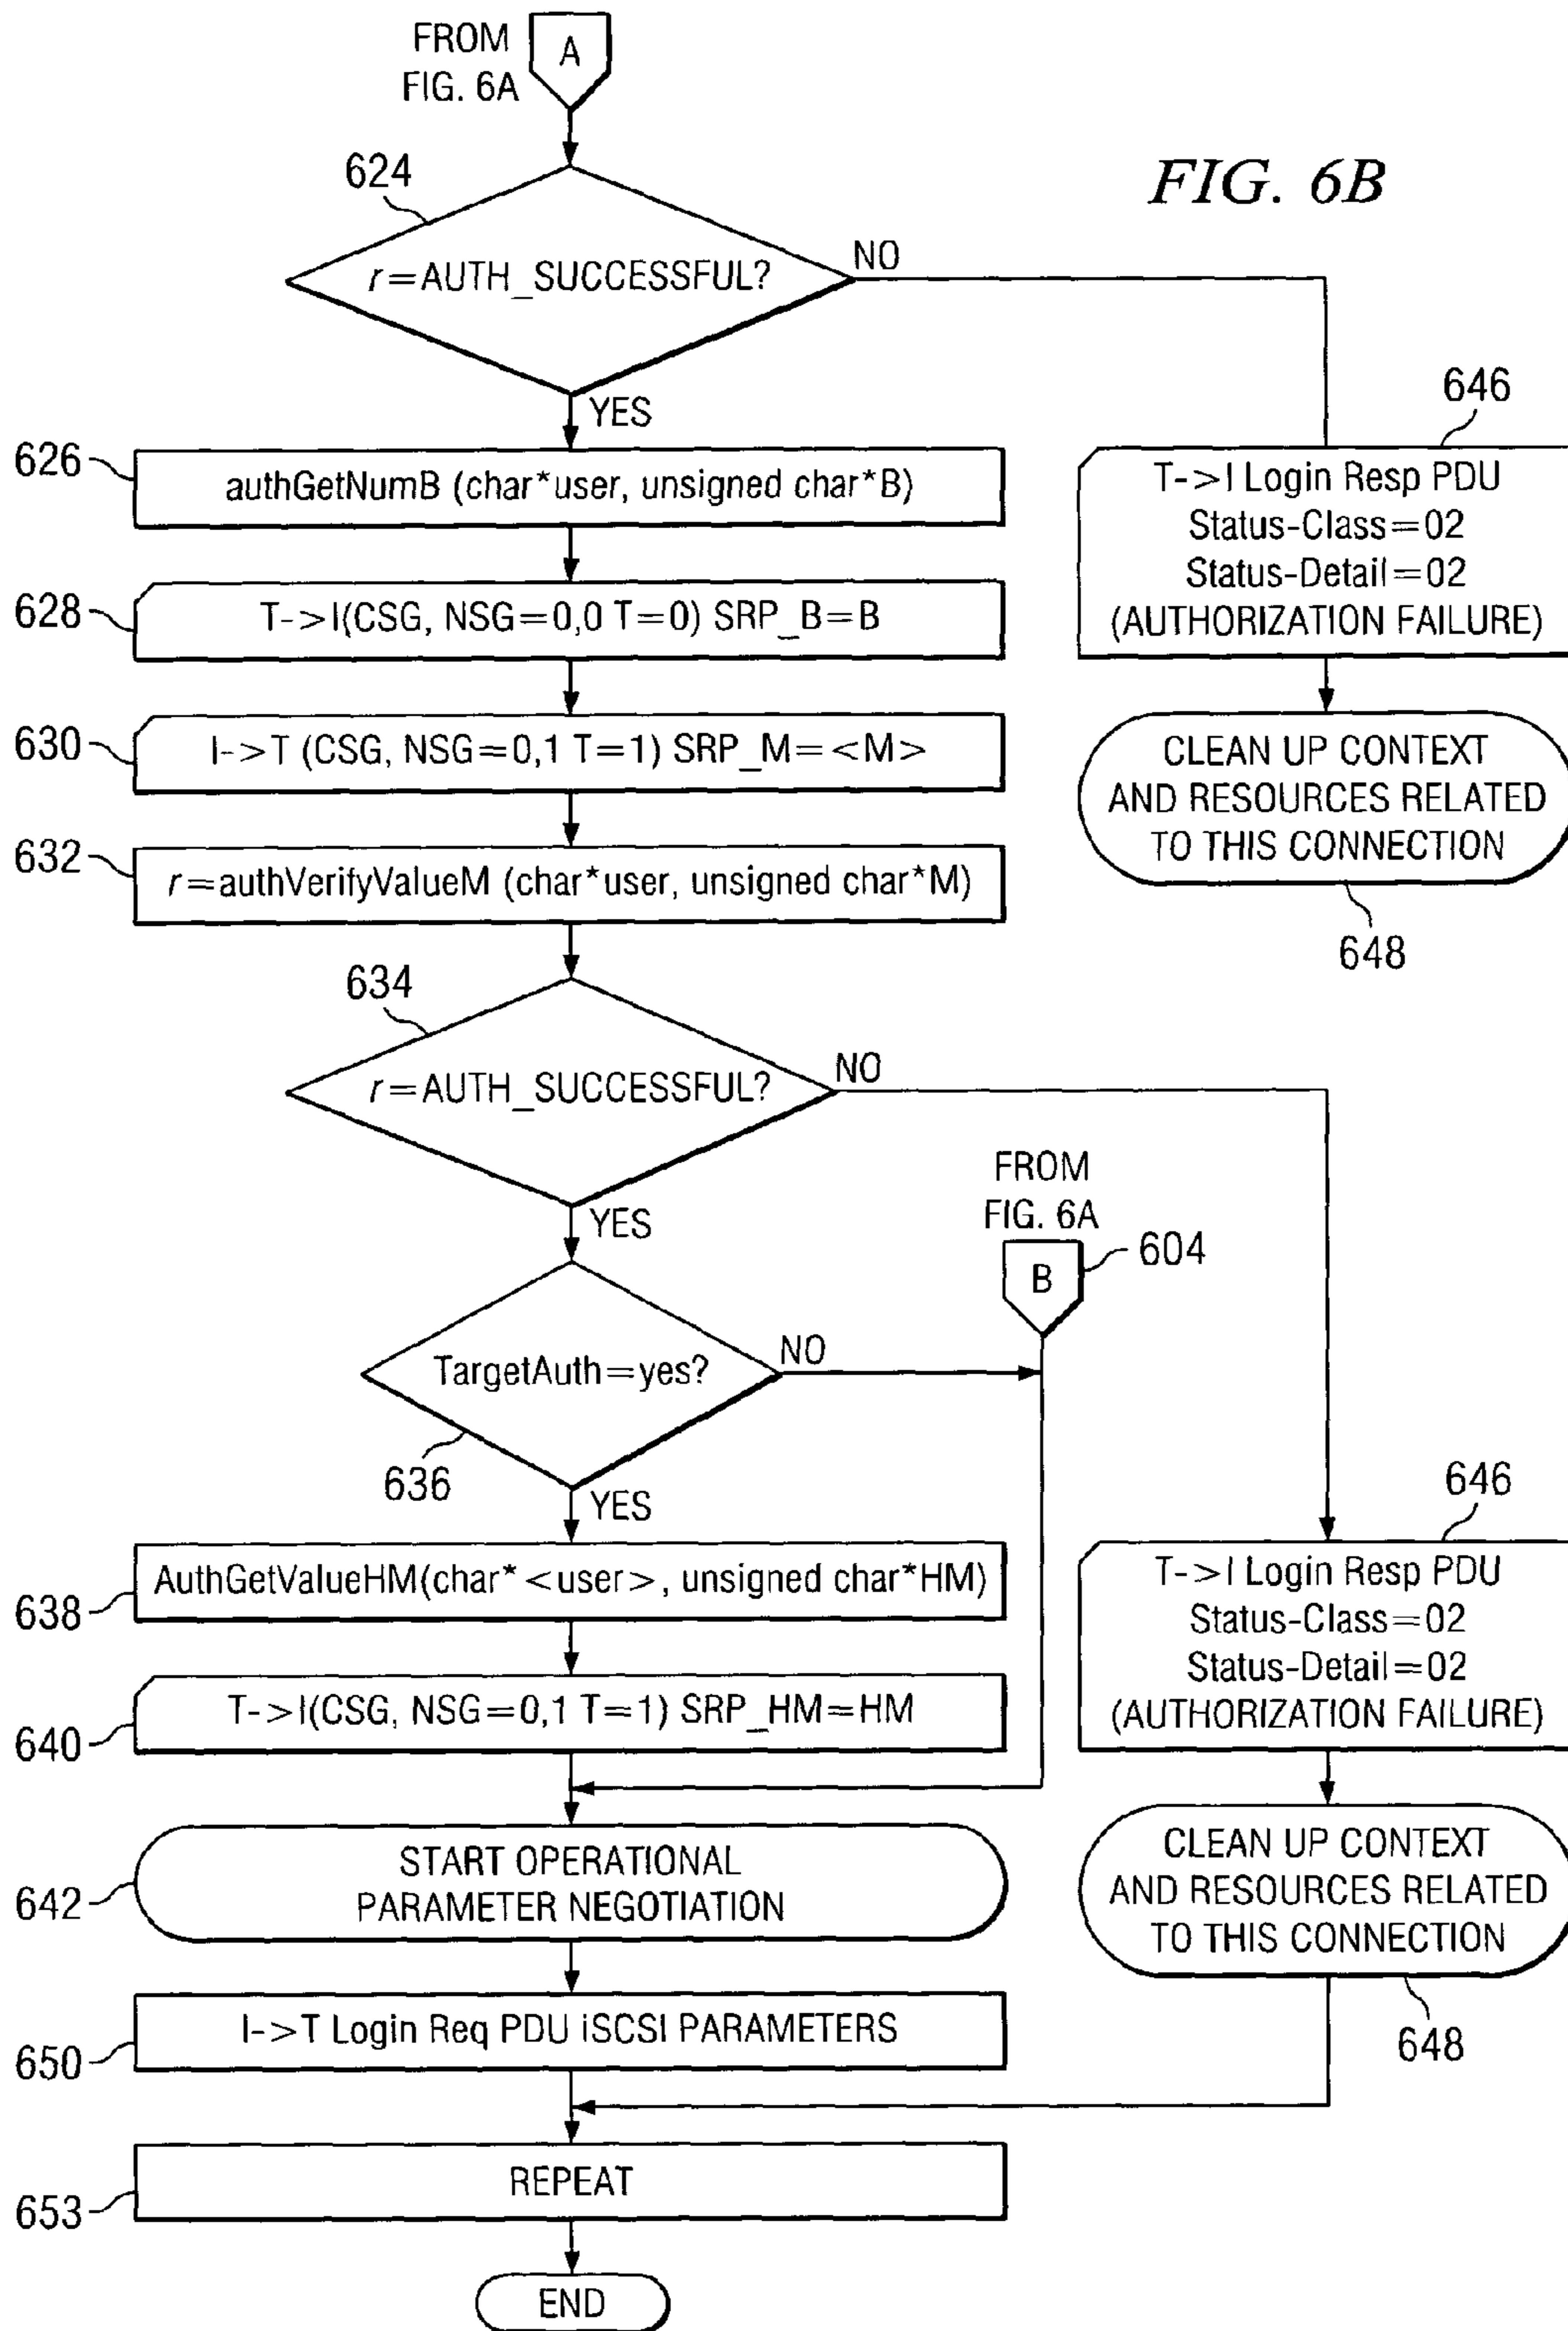 FROM
FIG. 6A
A
FIG. 6B
624
r=AUTH_SUCCESSFUL?
NO
YES
646
T->I Login Resp PDU
Status-Class=02
Status-Detail=02
(AUTHORIZATION FAILURE)
626
authGetNumB (char*user, unsigned char*B)
628
T->I(CSG, NSG=0,0 T=0) SRP_B=B
630
I->T (CSG, NSG=0,1 T=1) SRP_M=<M>
CLEAN UP CONTEXT
AND RESOURCES RELATED
TO THIS CONNECTION
648
632
r=authVerifyValueM (char*user, unsigned char*M)
634
r=AUTH_SUCCESSFUL?
NO
YES
FROM
FIG. 6A
B
604
TargetAuth=yes?
NO
636
YES
646
T->I Login Resp PDU
Status-Class=02
Status-Detail=02
(AUTHORIZATION FAILURE)
638
AuthGetValueHM(char* <user>, unsigned char*HM)
640
T->I(CSG, NSG=0,1 T=1) SRP_HM=HM
642
START OPERATIONAL
PARAMETER NEGOTIATION
CLEAN UP CONTEXT
AND RESOURCES RELATED
TO THIS CONNECTION
648
650
I->T Login Req PDU iSCSI PARAMETERS
653
REPEAT
END